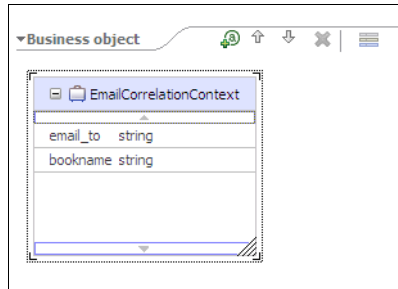 Business object
EmailCorrelationContext
email_to string
bookname string